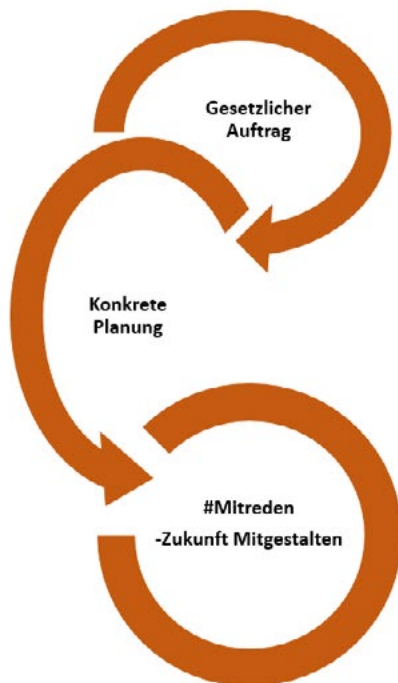 Gesetzlicher
Auftrag
Konkrete
Planung
#Mitreden
-Zukunft Mitgestalten